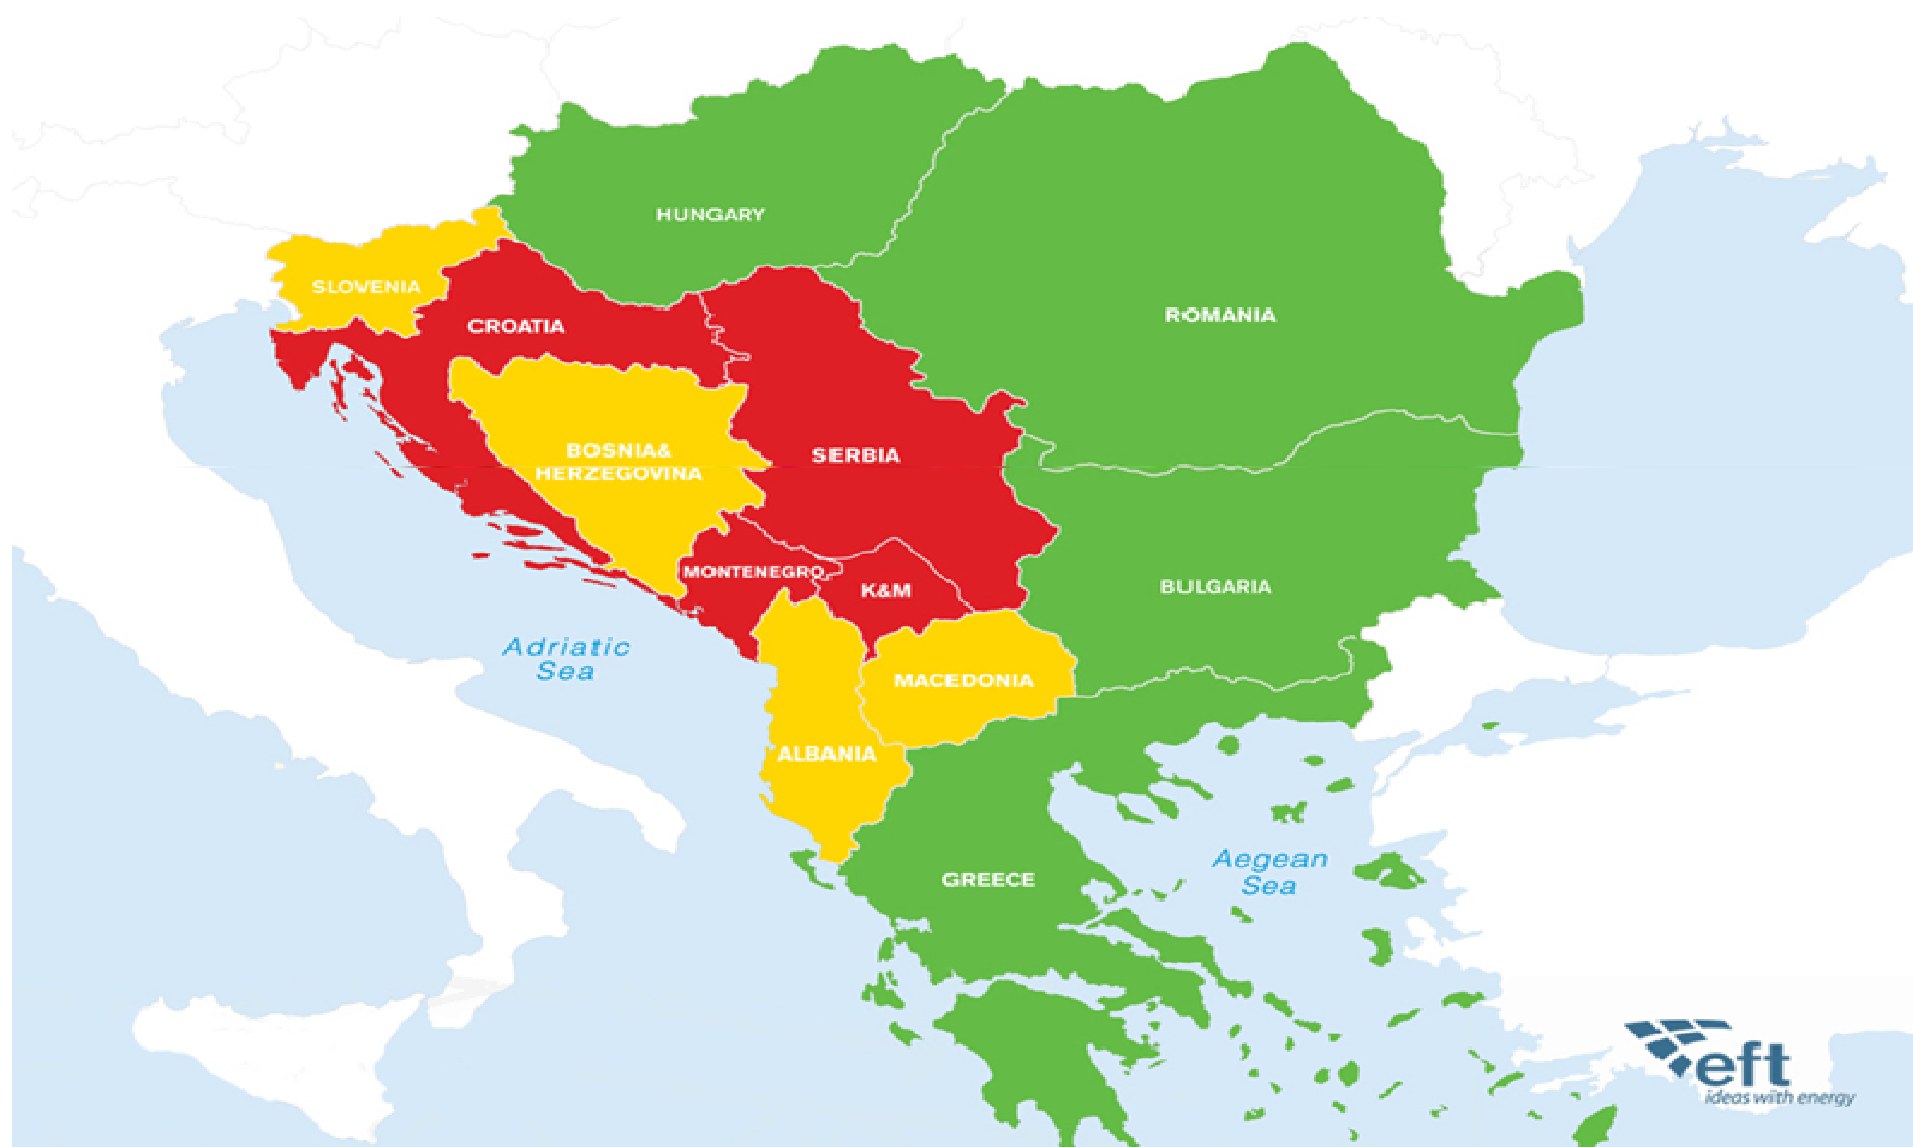 HUNGARY
SLOVENIA
CROATIA
ROMANIA
BOSNIA&
HERZEGOVINA
SERBIA
MONTENEGRO
K&M
BULGARIA
Adriatic
Sea
MACEDONIA
ALBANIA
GREECE
Aegean
Sea
eft
ideas with energy